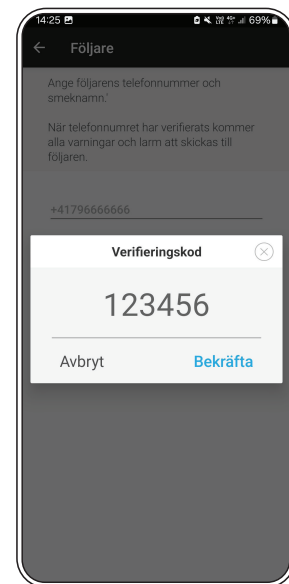 14:25 69%
Följare
Ange följarens telefonnummer och
smeknamn.'
När telefonnumret har verifierats kommer
alla varningar och larm att skickas till
följaren.
+41796666666
Verifieringskod
123456
Avbryt Bekräfta